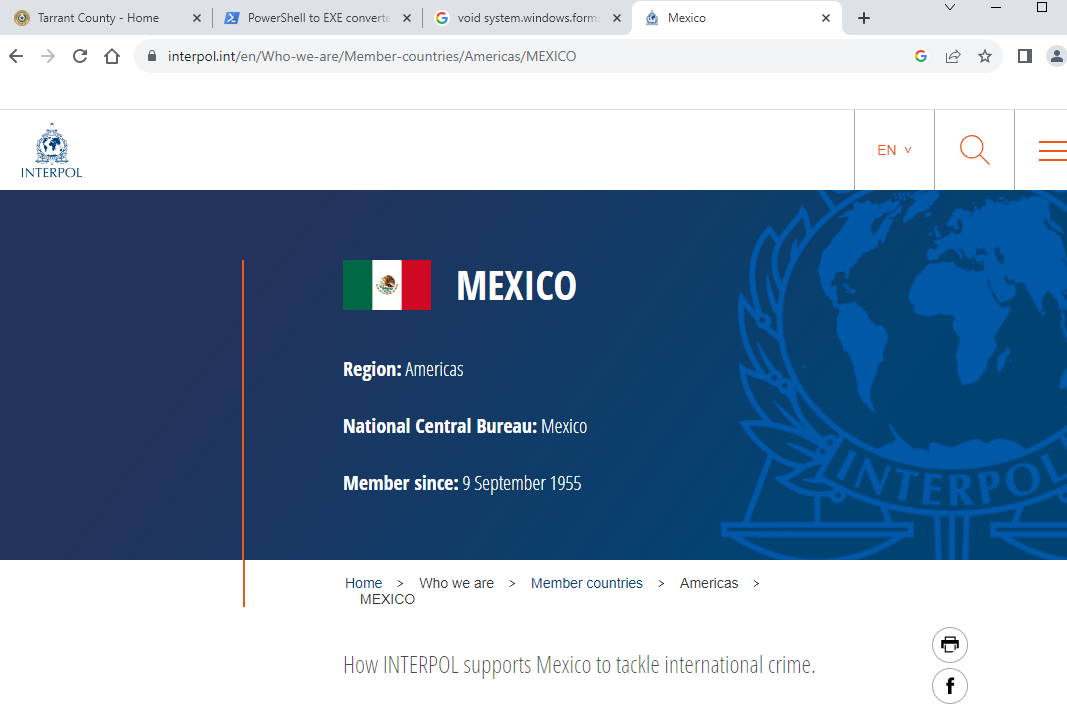 Tarrant County - Home
PowerShell to EXE converte
void system.windows.form
Mexico
interpol.int/en/Who-we-are/Member-countries/Americas/MEXICO
INTERPOL
EN
MEXICO
Region: Americas
National Central Bureau: Mexico
Member since: 9 September 1955
INTERPOL
Home > Who we are > Member countries > Americas >
MEXICO
How INTERPOL supports Mexico to tackle international crime.